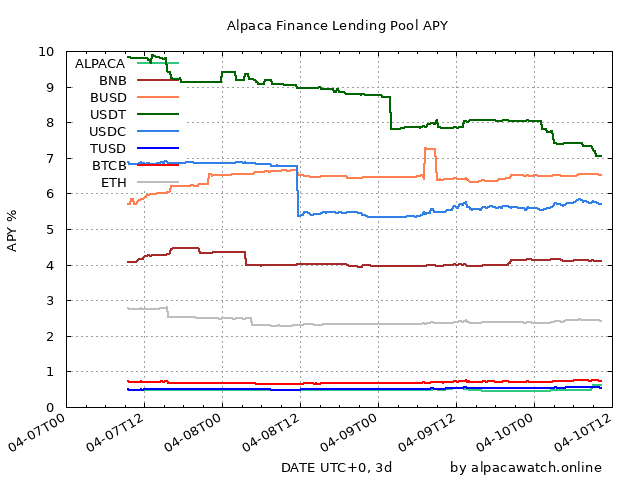 Alpaca Finance Lending Pool APY
10
9
8
7
6
5
4
3
2
1
0
APY %
ALPACA
BNB
BUSD
USDT
USDC
TUSD
BTCB
ETH
04-07T00
04-07T12
04-08T00
04-08T12
04-09T00
04-09T12
04-10T00
04-10T12
DATE UTC+0, 3d
by alpacawatch.online